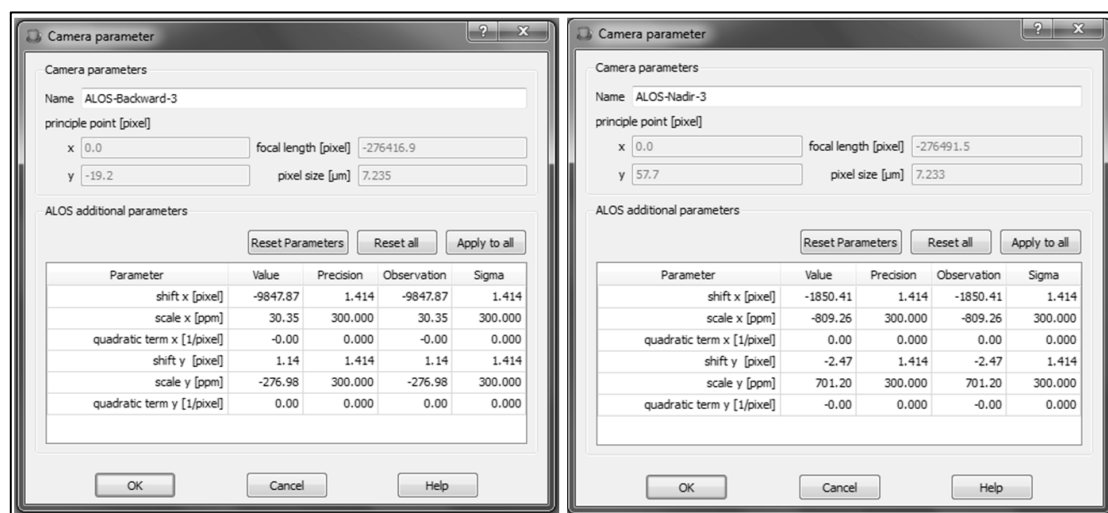 Camera parameter
Camera parameters
Name ALOS-Backward-3
principle point [pixel]
x 0.0 focal length [pixel] -276416.9
y -19.2 pixel size [µm] 7.235
ALOS additional parameters
Reset Parameters Reset all Apply to all
Parameter Value Precision Observation Sigma
shift x [pixel] -9847.87 1.414 -9847.87 1.414
scale x [ppm] 30.35 300.000 30.35 300.000
quadratic term x [1/pixel] -0.00 0.000 -0.00 0.000
shift y [pixel] 1.14 1.414 1.14 1.414
scale y [ppm] -276.98 300.000 -276.98 300.000
quadratic term y [1/pixel] 0.00 0.000 0.00 0.000
OK Cancel Help
Camera parameter
Camera parameters
Name ALOS-Nadir-3
principle point [pixel]
x 0.0 focal length [pixel] -276491.5
y 57.7 pixel size [µm] 7.233
ALOS additional parameters
Reset Parameters Reset all Apply to all
Parameter Value Precision Observation Sigma
shift x [pixel] -1850.41 1.414 -1850.41 1.414
scale x [ppm] -809.26 300.000 -809.26 300.000
quadratic term x [1/pixel] 0.00 0.000 0.00 0.000
shift y [pixel] -2.47 1.414 -2.47 1.414
scale y [ppm] 701.20 300.000 701.20 300.000
quadratic term y [1/pixel] -0.00 0.000 -0.00 0.000
OK Cancel Help